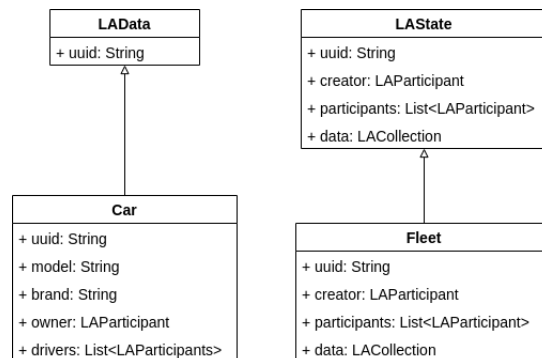 LAData
+ uuid: String
LAState
+ uuid: String
+ creator: LAParticipant
+ participants: List<LAParticipant>
+ data: LACollection
Car
+ uuid: String
+ model: String
+ brand: String
+ owner: LAParticipant
+ drivers: List<LAParticipants>
Fleet
+ uuid: String
+ creator: LAParticipant
+ participants: List<LAParticipant>
+ data: LACollection